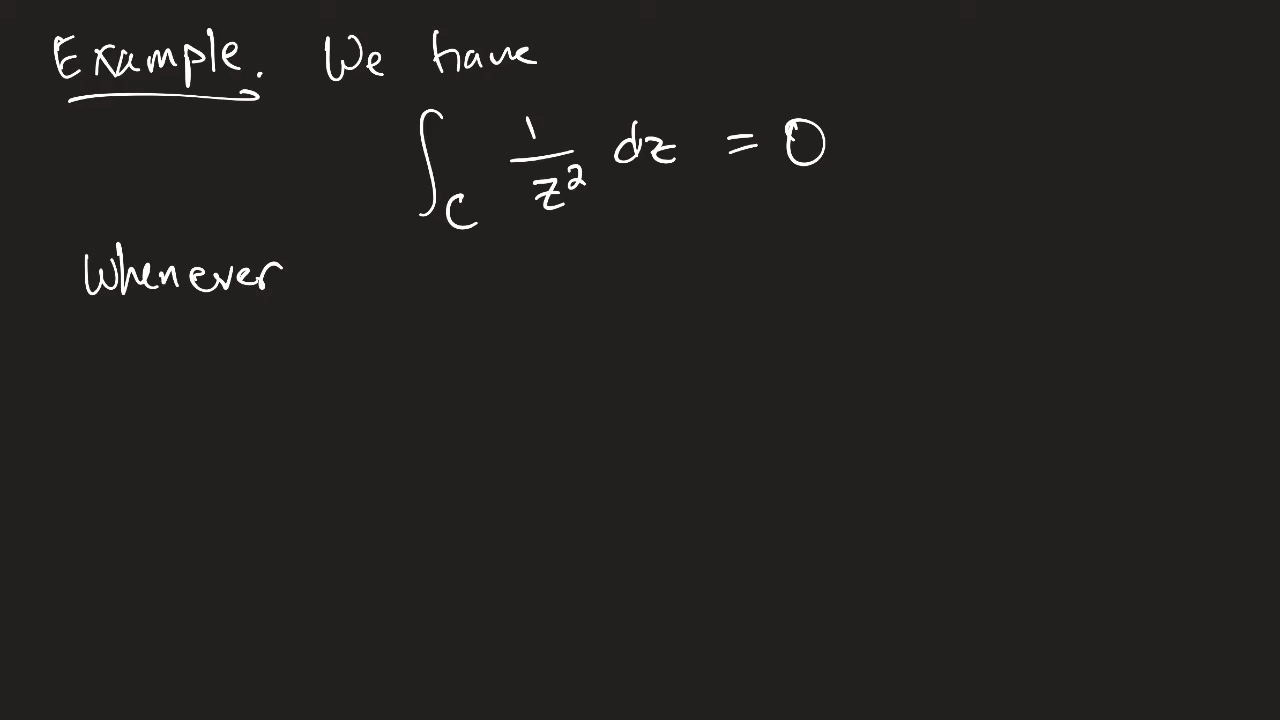 Example. We have
∫_C 1/z² dz = 0
Whenever